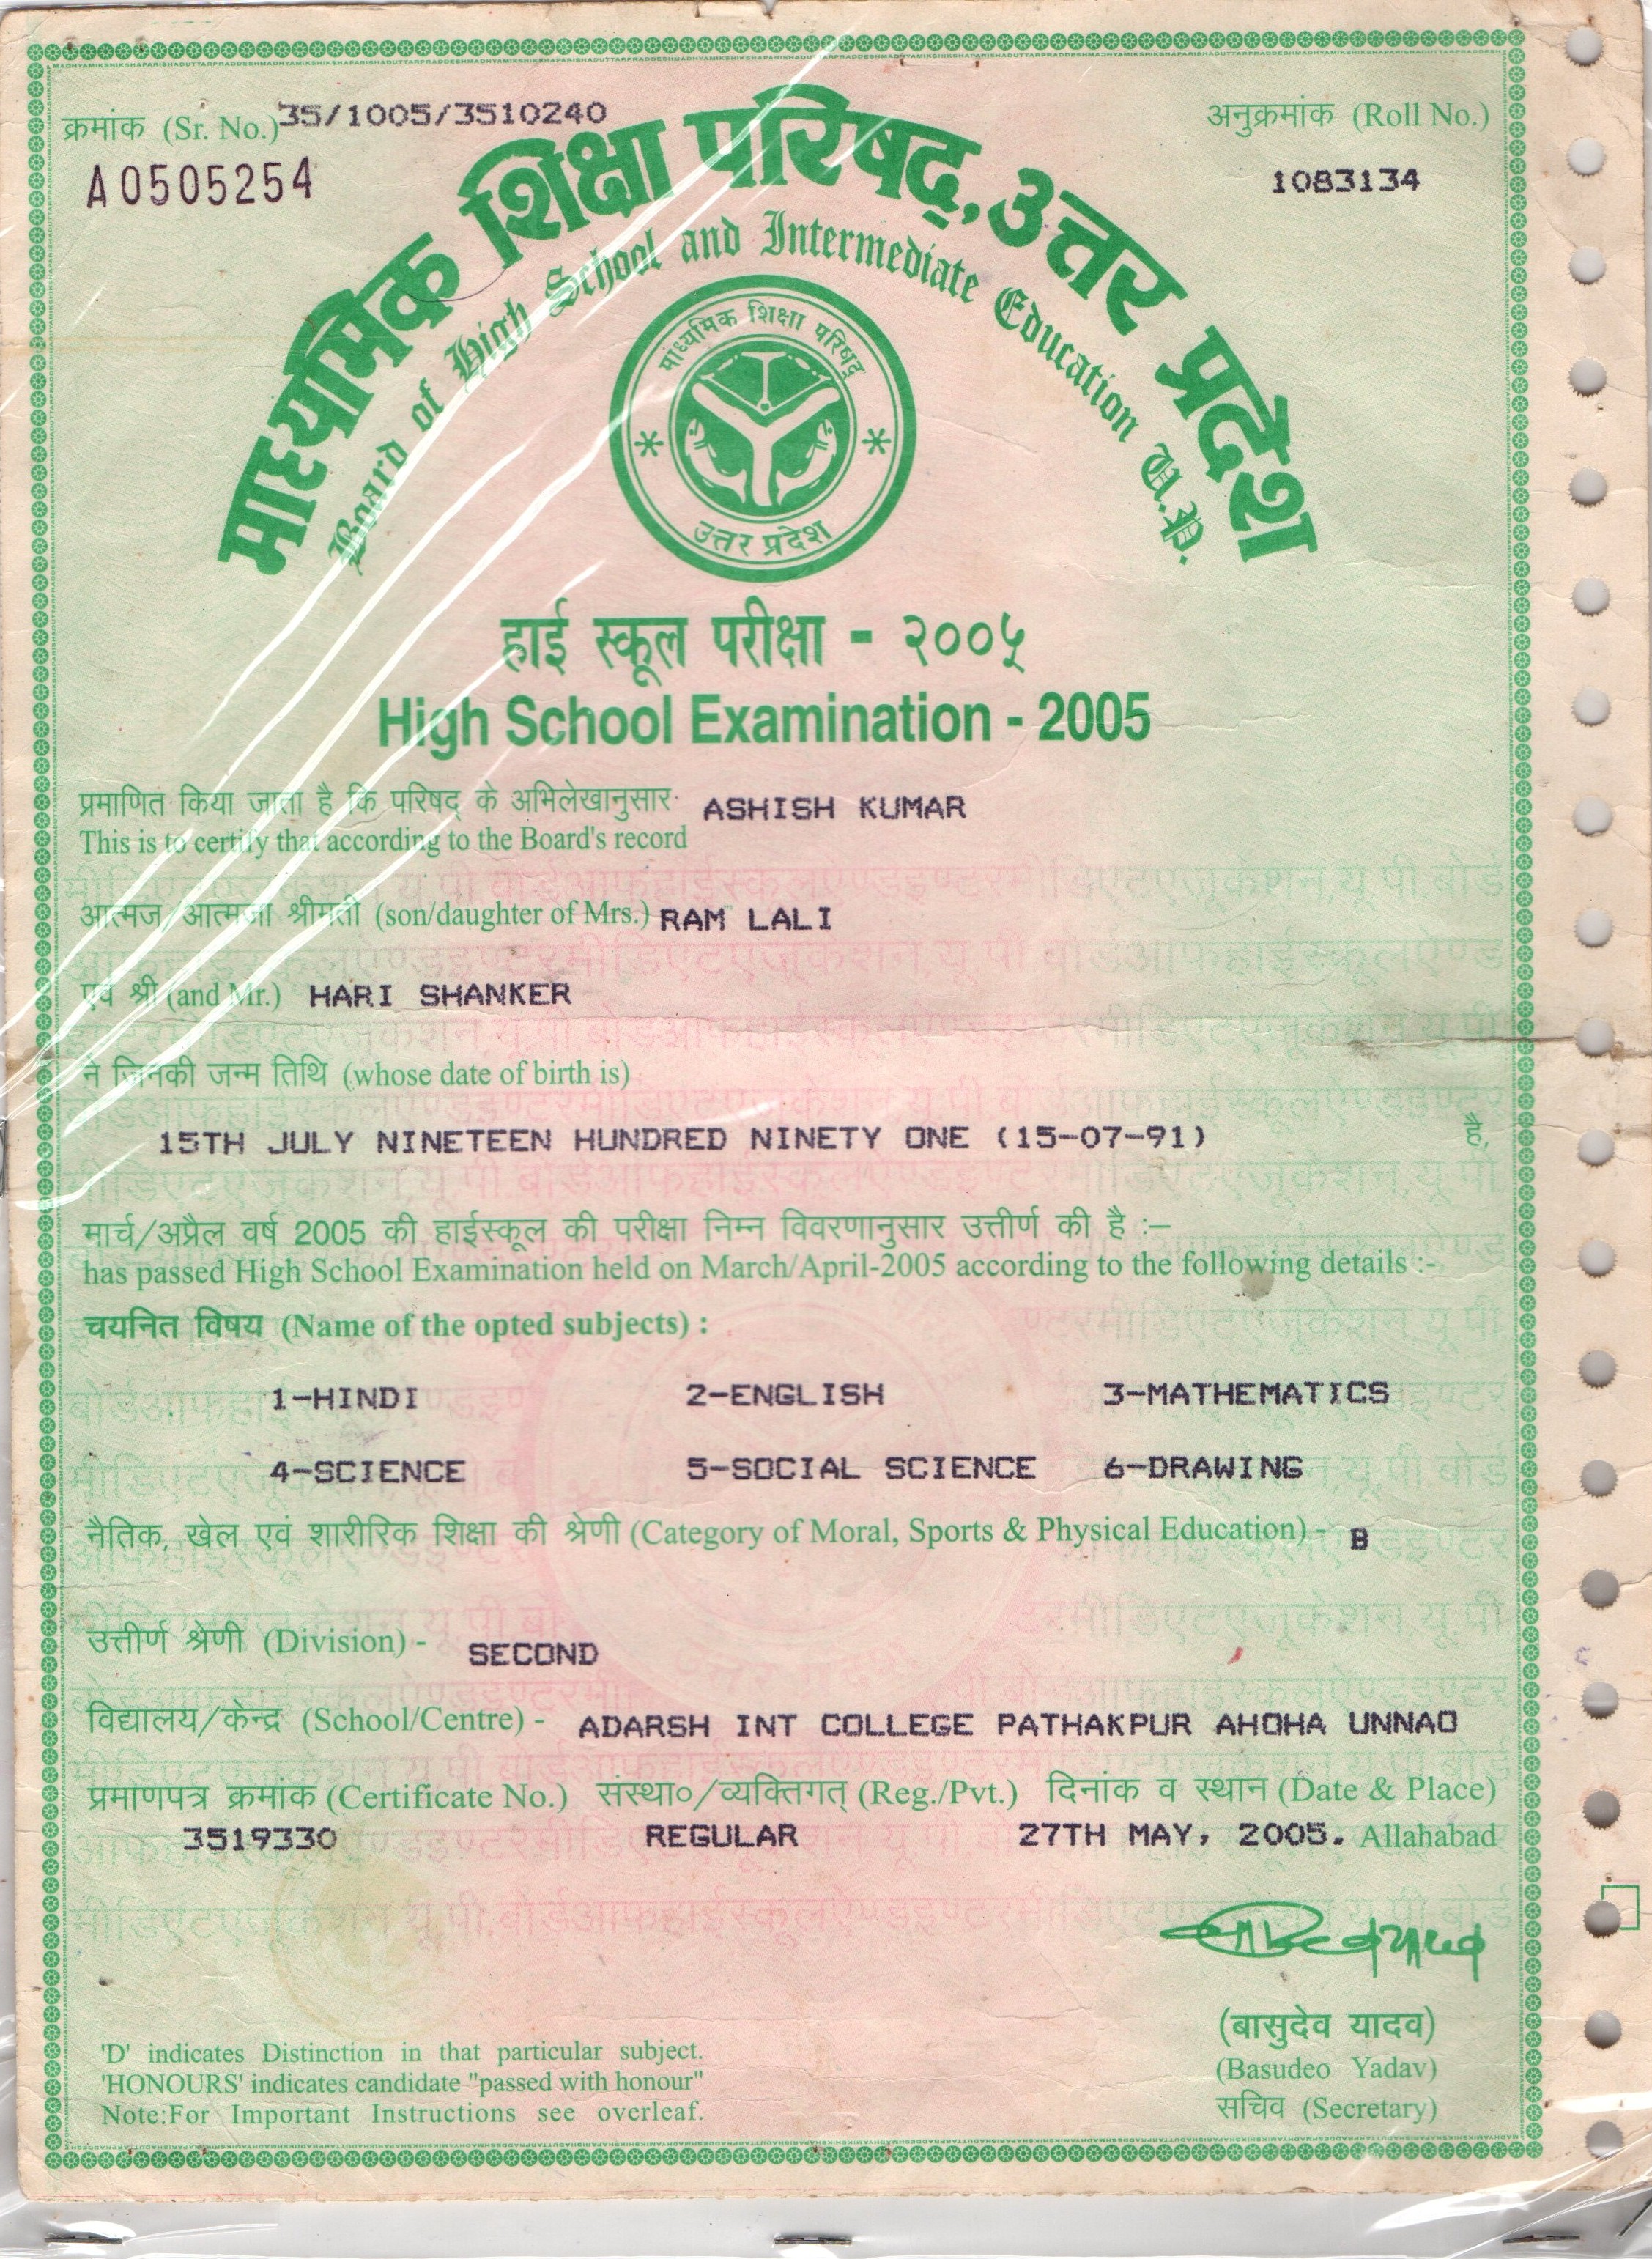 क्रमांक (Sr. No.) 35/1005/3510240
अनुक्रमांक (Roll No.)
A0505254
1083134
माध्यमिक शिक्षा परिषद्, उत्तर प्रदेश
Board of High School and Intermediate Education U.P.
माध्यमिक शिक्षा परिषद्
उत्तर प्रदेश
हाई स्कूल परीक्षा - २००५
High School Examination - 2005
प्रमाणित किया जाता है कि परिषद् के अभिलेखानुसार ASHISH KUMAR
This is to certify that according to the Board's record
आत्मज/आत्मजा श्रीमती (son/daughter of Mrs.) RAM LALI
एवं श्री (and Mr.) HARI SHANKER
ने जिनकी जन्म तिथि (whose date of birth is)
15TH JULY NINETEEN HUNDRED NINETY ONE (15-07-91) है,
मार्च/अप्रैल वर्ष 2005 की हाईस्कूल की परीक्षा निम्न विवरणानुसार उत्तीर्ण की है :–
has passed High School Examination held on March/April-2005 according to the following details :-
चयनित विषय (Name of the opted subjects) :
1-HINDI 2-ENGLISH 3-MATHEMATICS
4-SCIENCE 5-SOCIAL SCIENCE 6-DRAWING
नैतिक, खेल एवं शारीरिक शिक्षा की श्रेणी (Category of Moral, Sports & Physical Education) - B
उत्तीर्ण श्रेणी (Division) - SECOND
विद्यालय/केन्द्र (School/Centre) - ADARSH INT COLLEGE PATHAKPUR AHOHA UNNAO
प्रमाणपत्र क्रमांक (Certificate No.) संस्था०/व्यक्तिगत् (Reg./Pvt.) दिनांक व स्थान (Date & Place)
3519330 REGULAR 27TH MAY, 2005. Allahabad
(बासुदेव यादव)
(Basudeo Yadav)
सचिव (Secretary)
'D' indicates Distinction in that particular subject.
'HONOURS' indicates candidate "passed with honour"
Note:For Important Instructions see overleaf.